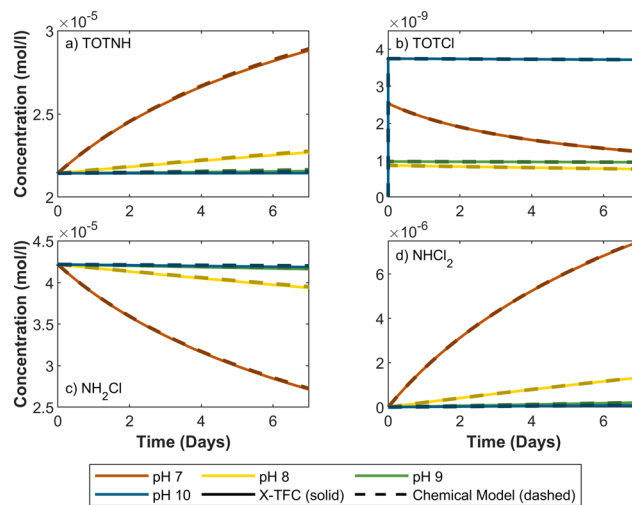 ×10⁻⁵
×10⁻⁹
3
a) TOTNH
2.5
2
0 2 4 6
Concentration (mol/l)
b) TOTCl
4
3
2
1
0
0 2 4 6
×10⁻⁵
×10⁻⁶
4.5
4
3.5
3
2.5
c) NH₂Cl
0 2 4 6
Concentration (mol/l)
Time (Days)
d) NHCl₂
6
4
2
0
0 2 4 6
Time (Days)
pH 7 pH 8 pH 9
pH 10 X-TFC (solid) Chemical Model (dashed)